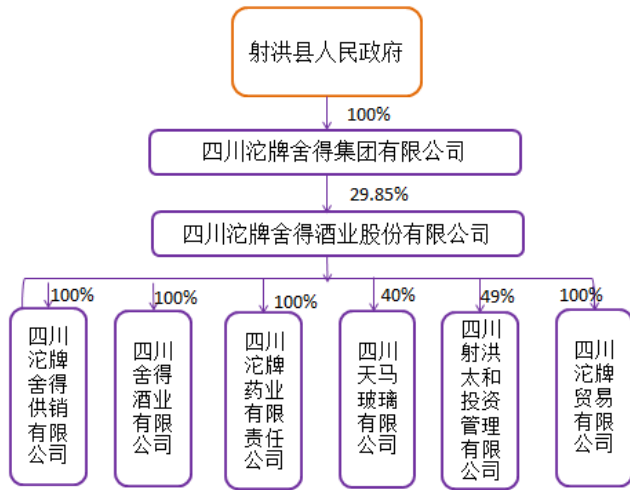 射洪县人民政府
100%
四川沱牌舍得集团有限公司
29.85%
四川沱牌舍得酒业股份有限公司
100%
100%
100%
40%
49%
100%
四川
沱牌
舍得
供销
有限
公司
四川
舍得
酒业
有限
公司
四川
沱牌
药业
有限
责任
公司
四川
天马
玻璃
有限
公司
四川
射洪
太和
投资
管理
有限
公司
四川
沱牌
贸易
有限
公司